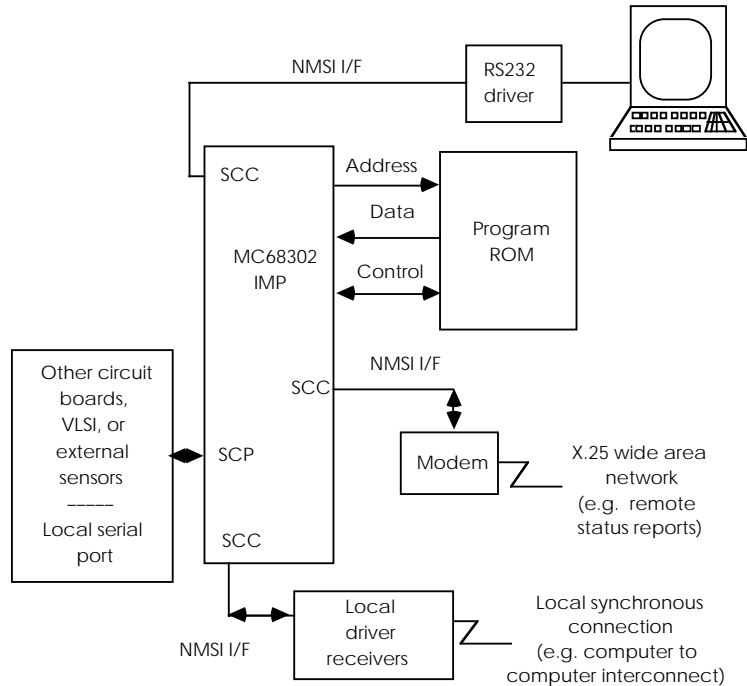 NMSI I/F
RS232
driver
SCC
Address
Data
Program
ROM
MC68302
IMP
Control
NMSI I/F
SCC
Other circuit
boards,
VLSI, or
external
sensors
-----
Local serial
port
SCP
Modem
X.25 wide area
network
(e.g. remote
status reports)
SCC
NMSI I/F
Local
driver
receivers
Local synchronous
connection
(e.g. computer to
computer interconnect)